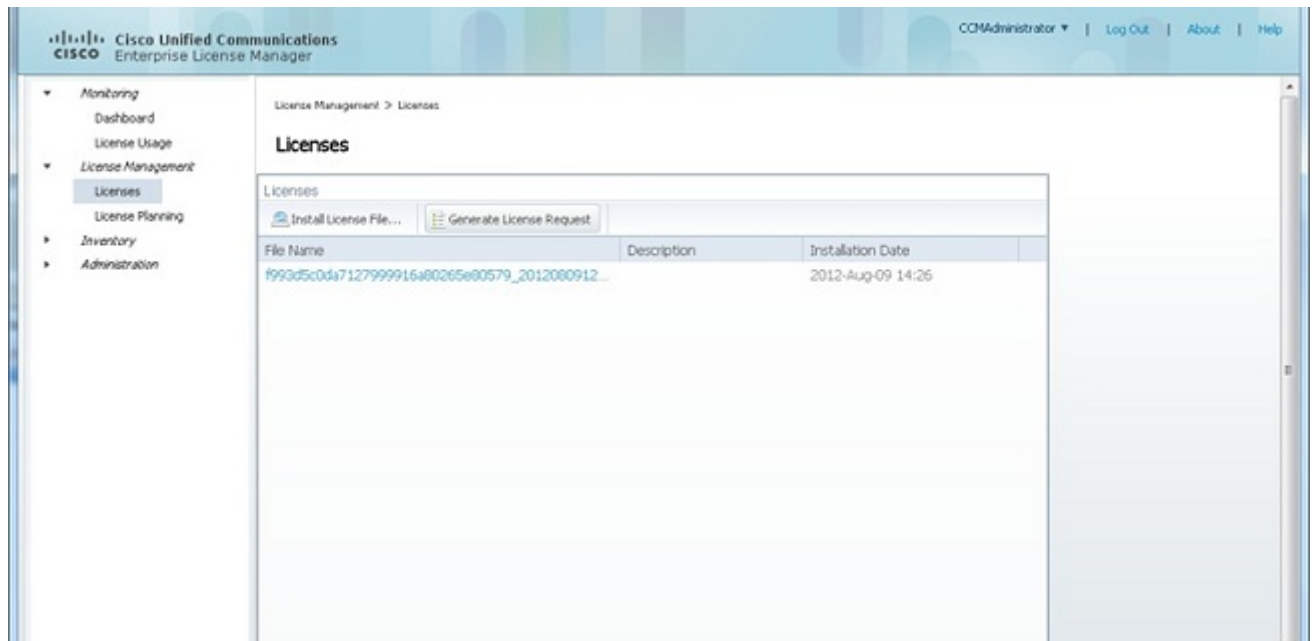 CISCO Cisco Unified Communications
Enterprise License Manager
CCMAdministrator | Log Out | About | Help
Monitoring
Dashboard
License Usage
License Management
Licenses
License Planning
Inventory
Administration
License Management > Licenses
Licenses
Licenses
Install License File... Generate License Request
File Name Description Installation Date
f993d5c0da7127999916a80265e80579_2012080912... 2012-Aug-09 14:26